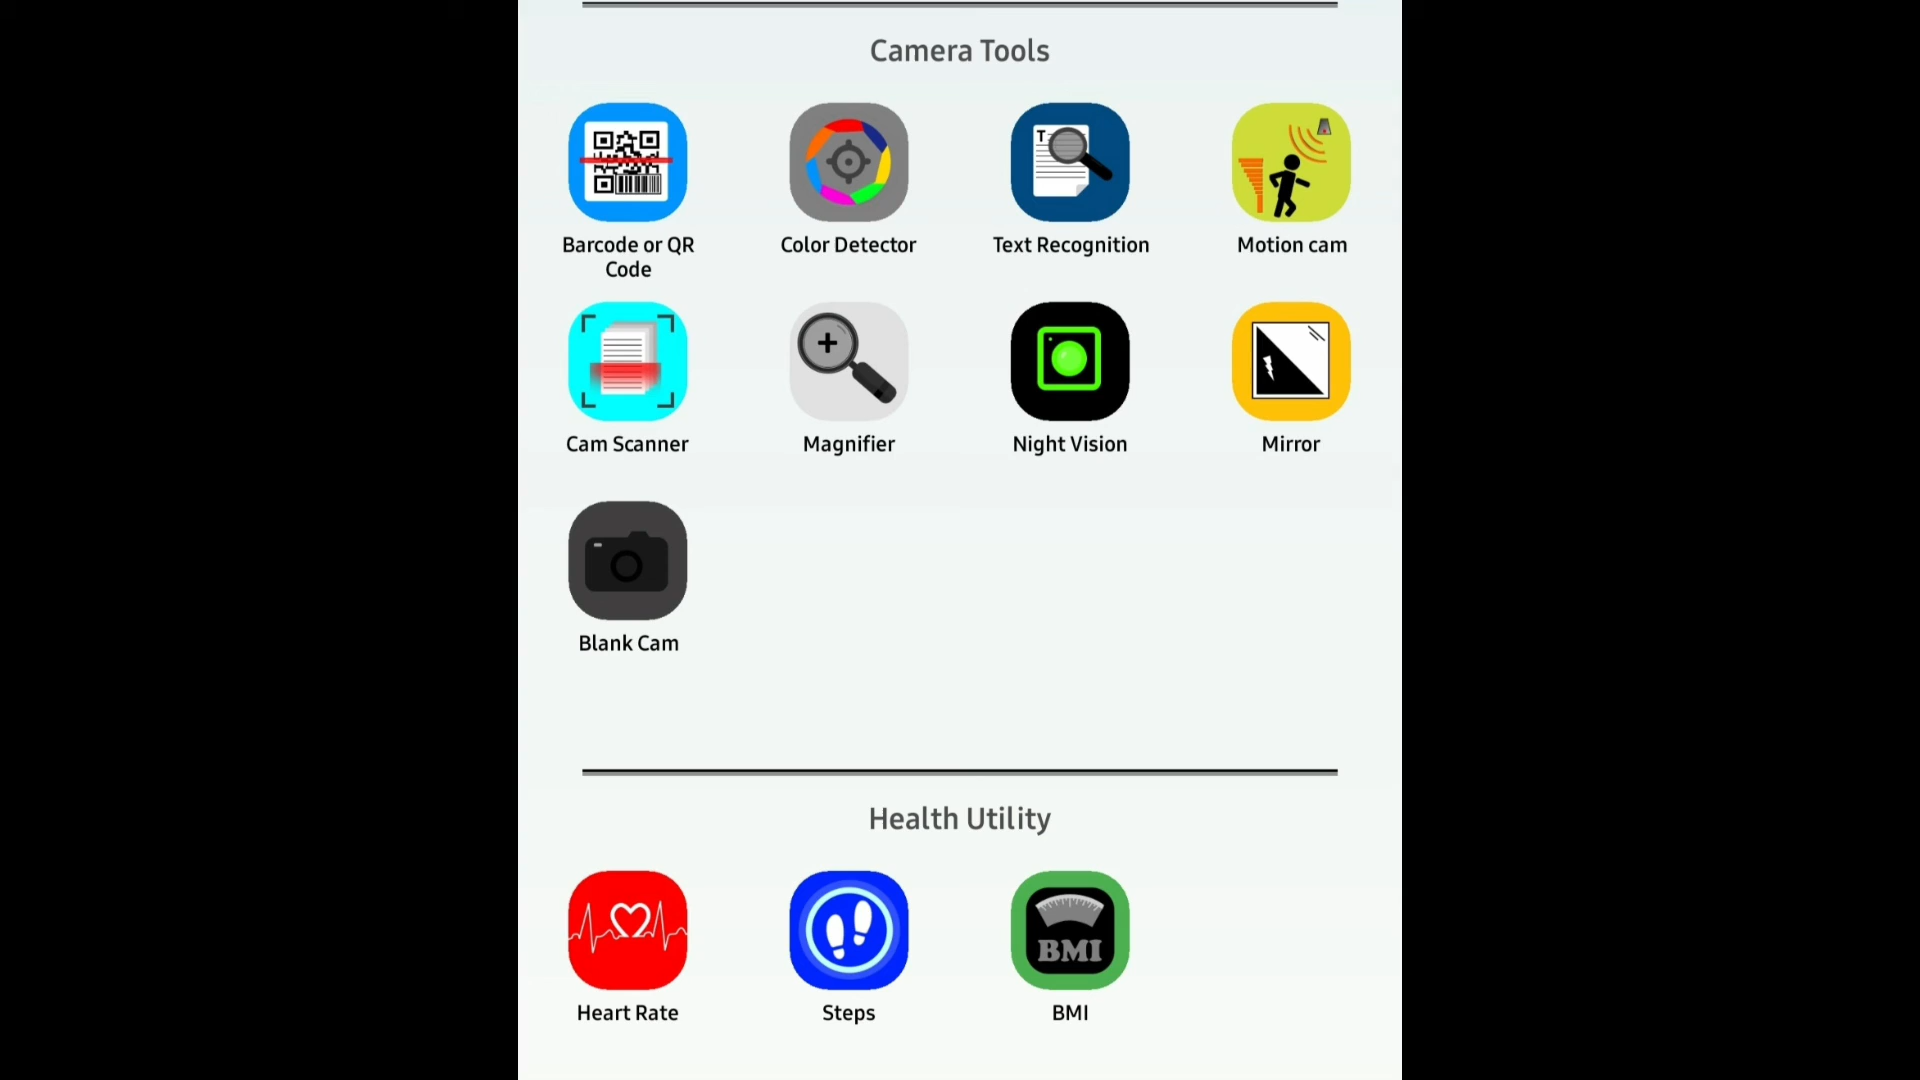 Camera Tools
Barcode or QR
Code
Color Detector
T
Text Recognition
Motion cam
Cam Scanner
Magnifier
Night Vision
Mirror
Blank Cam
Health Utility
Heart Rate
Steps
BMI
BMI